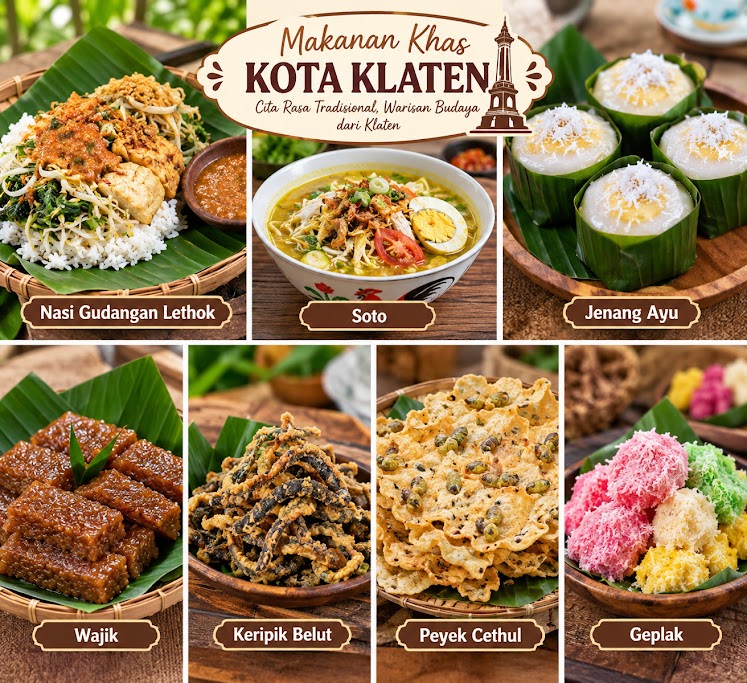 Makanan Khas
KOTA KLATEN
Cita Rasa Tradisional, Warisan Budaya
dari Klaten
Nasi Gudangan Lethok
Soto
Jenang Ayu
Wajik
Keripik Belut
Peyek Cethul
Geplak